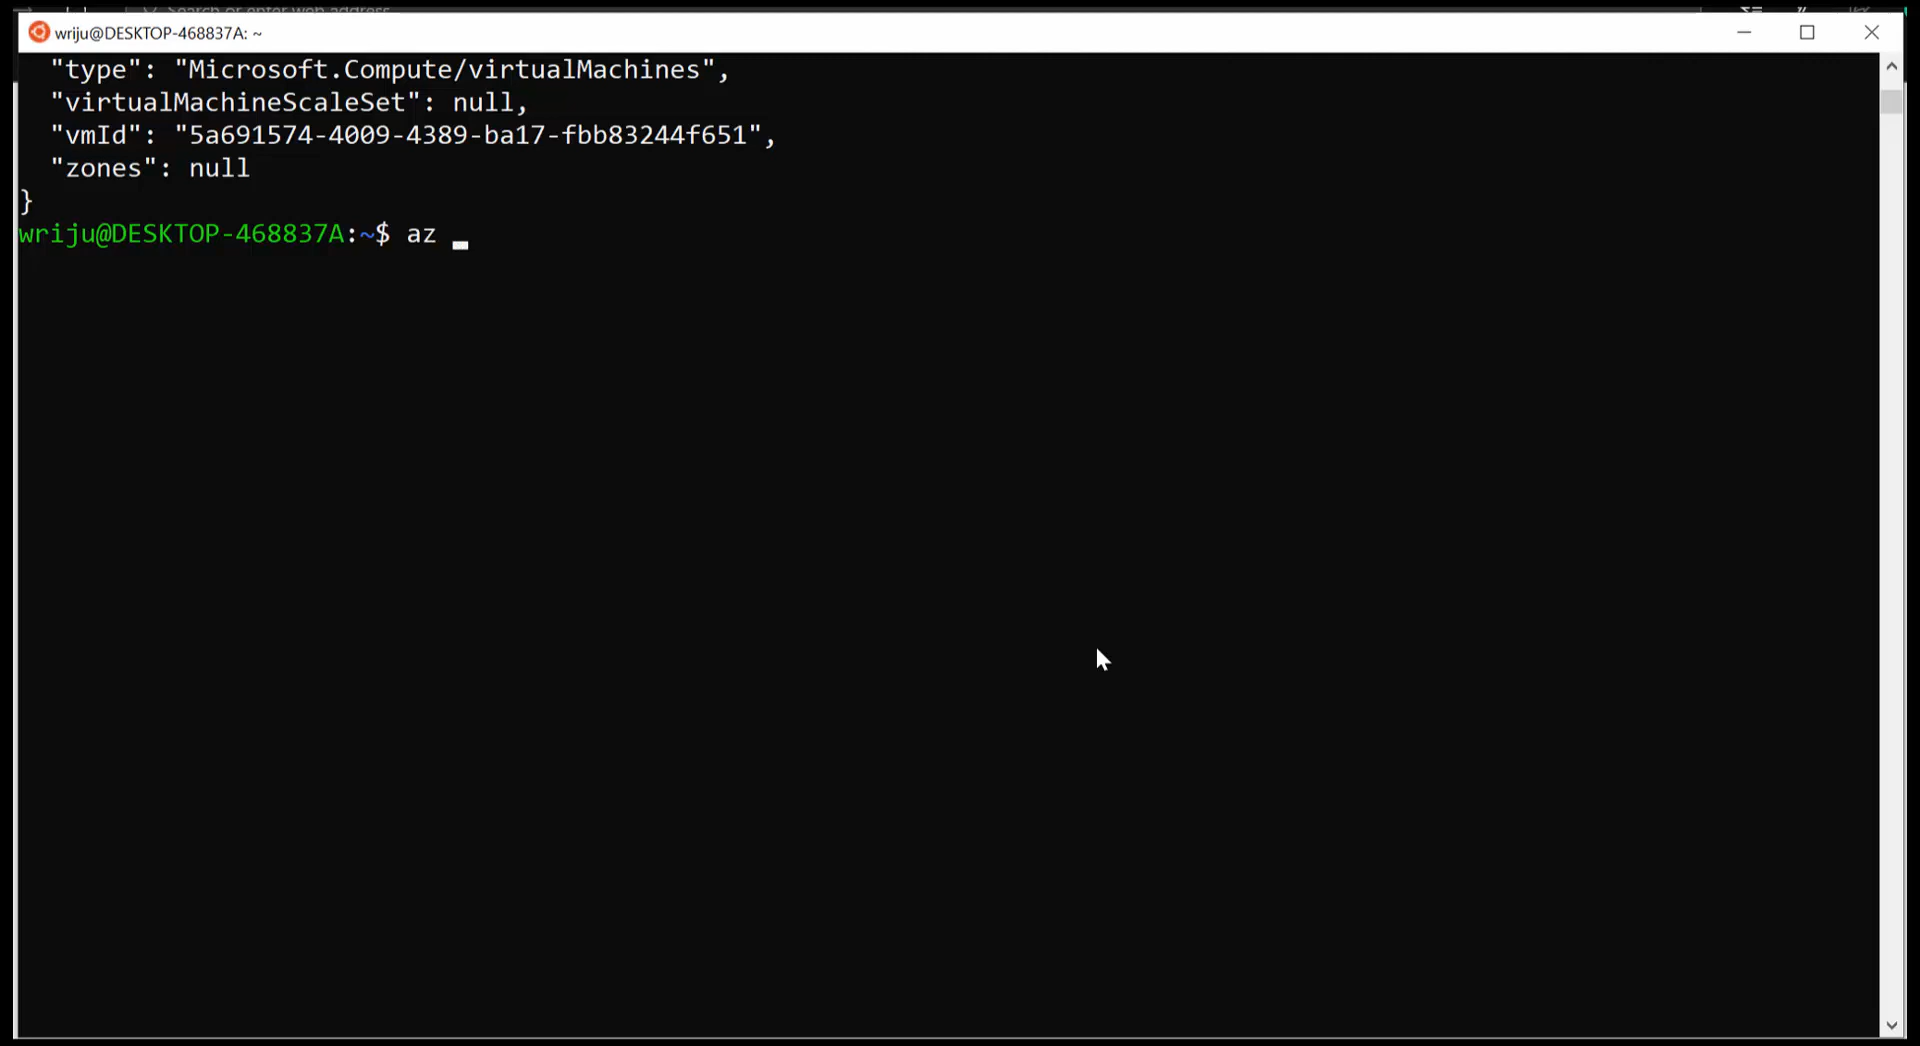 Search or enter web address
wriju@DESKTOP-468837A: ~
"type": "Microsoft.Compute/virtualMachines",
"virtualMachineScaleSet": null,
"vmId": "5a691574-4009-4389-ba17-fbb83244f651",
"zones": null
}
wriju@DESKTOP-468837A:~$ az _